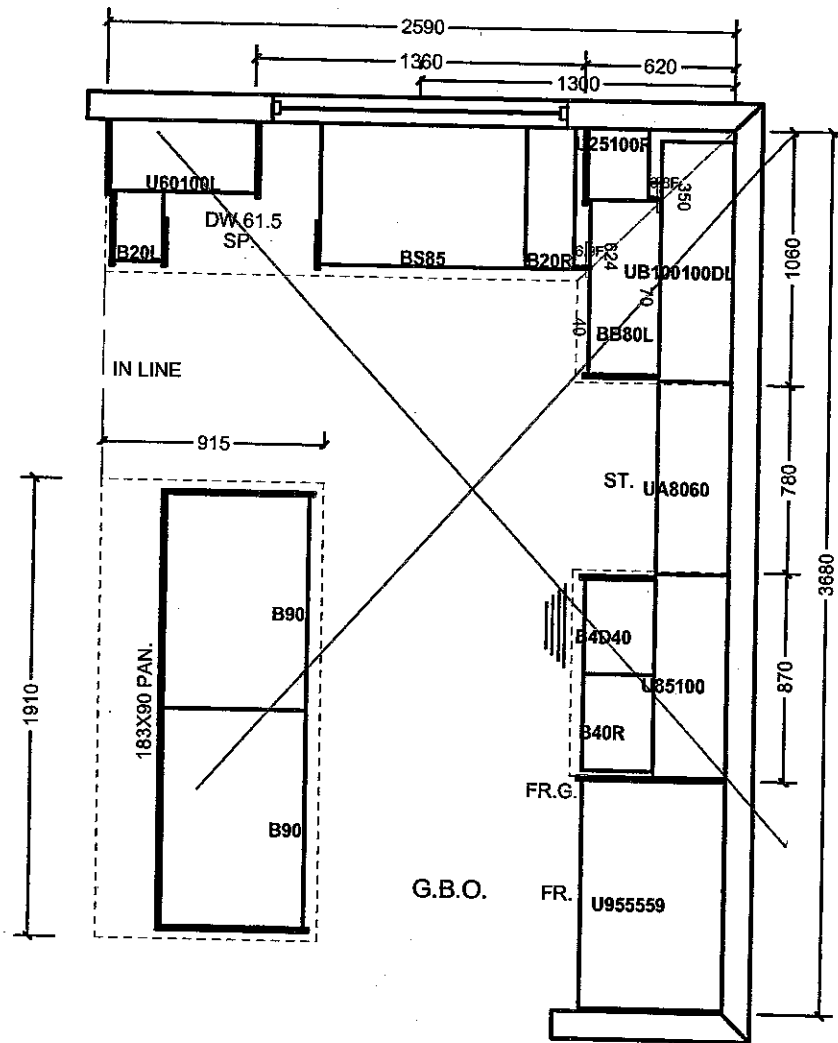 2590
1360
620
1300
U60100L
DW 61.5
SP.
B20L
BS85
B20R
U25100R
350
624
UB100100DL
70
BB80L
40
1060
IN LINE
915
ST.
UA8060
780
3680
B90
B4D40
U85100
870
183X90 PAN.
1910
B40R
FR.G.
B90
G.B.O.
FR.
U955559